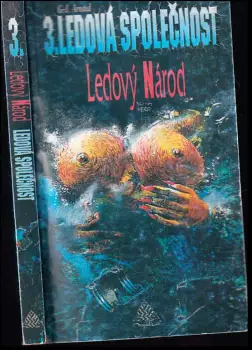 3.
Ledový Národ
LEDOVÁ SPOLEČNOST
G.-J. Arnaud
3.LEDOVÁ SPOLEČNOST
Ledový Národ